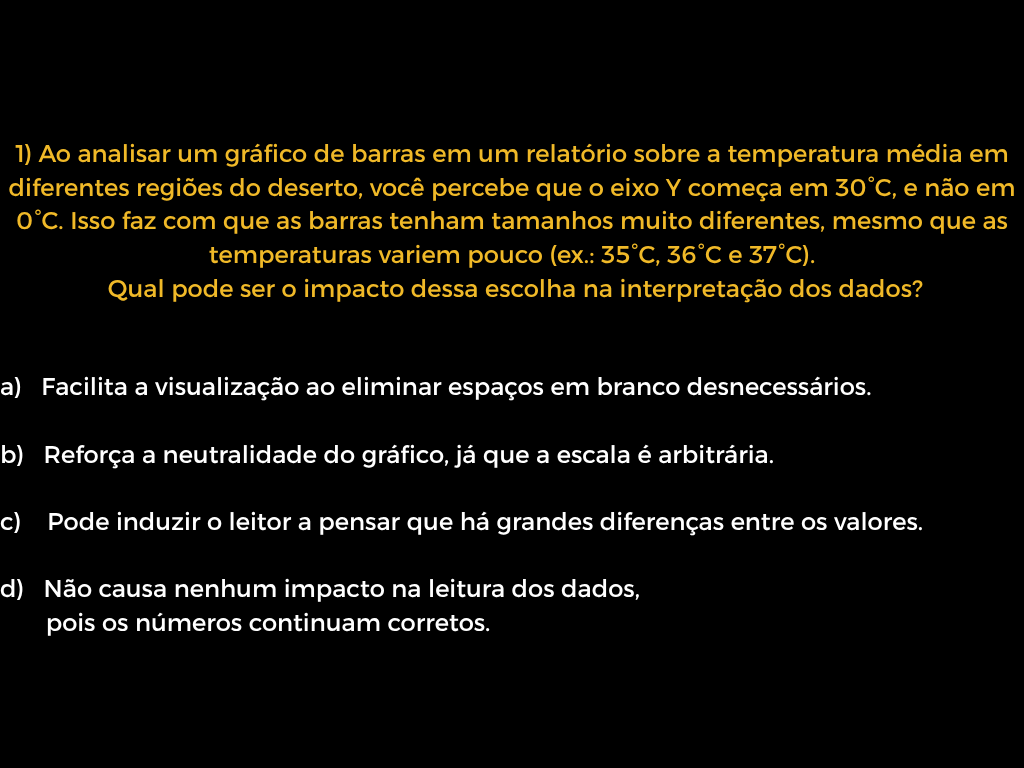 1) Ao analisar um gráfico de barras em um relatório sobre a temperatura média em
diferentes regiões do deserto, você percebe que o eixo Y começa em 30°C, e não em
0°C. Isso faz com que as barras tenham tamanhos muito diferentes, mesmo que as
temperaturas variem pouco (ex.: 35°C, 36°C e 37°C).
Qual pode ser o impacto dessa escolha na interpretação dos dados?
a) Facilita a visualização ao eliminar espaços em branco desnecessários.
b) Reforça a neutralidade do gráfico, já que a escala é arbitrária.
c) Pode induzir o leitor a pensar que há grandes diferenças entre os valores.
d) Não causa nenhum impacto na leitura dos dados,
pois os números continuam corretos.